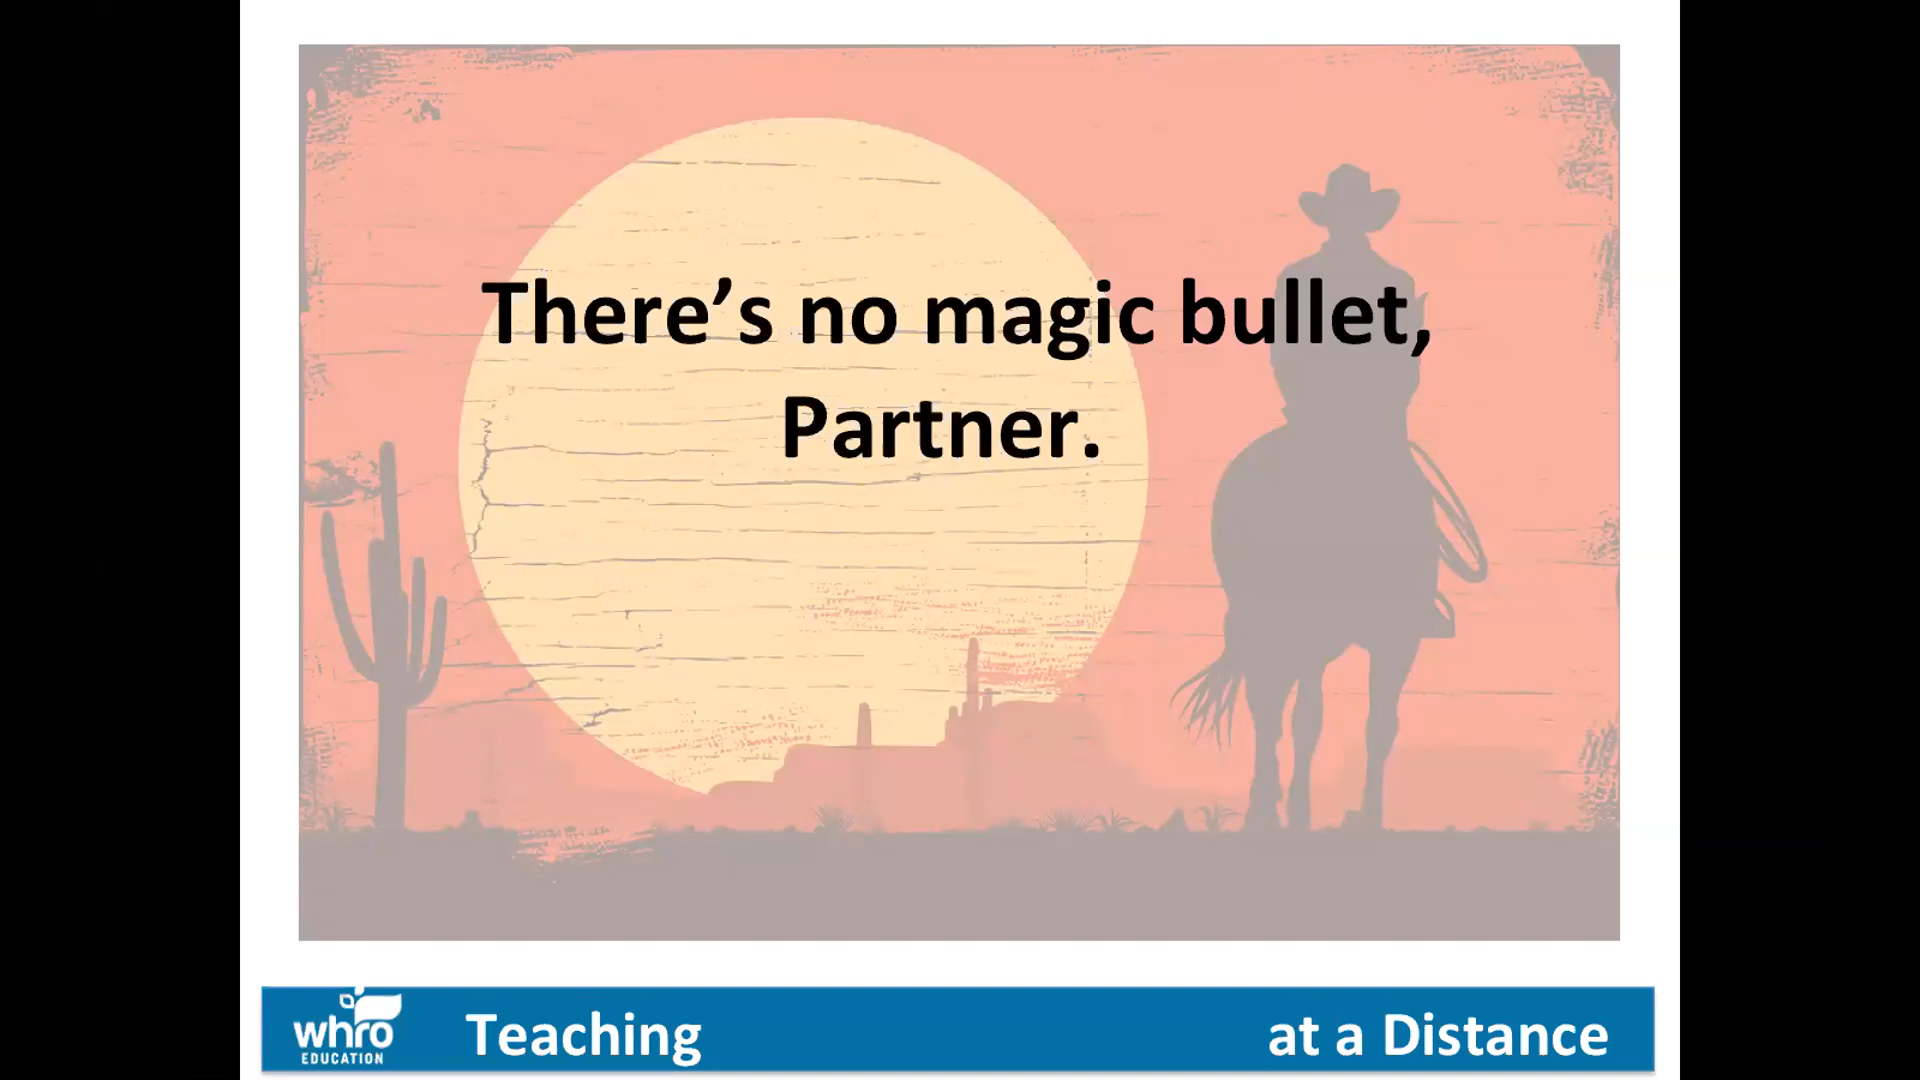 There’s no magic bullet,
Partner.
whro
EDUCATION
Teaching at a Distance